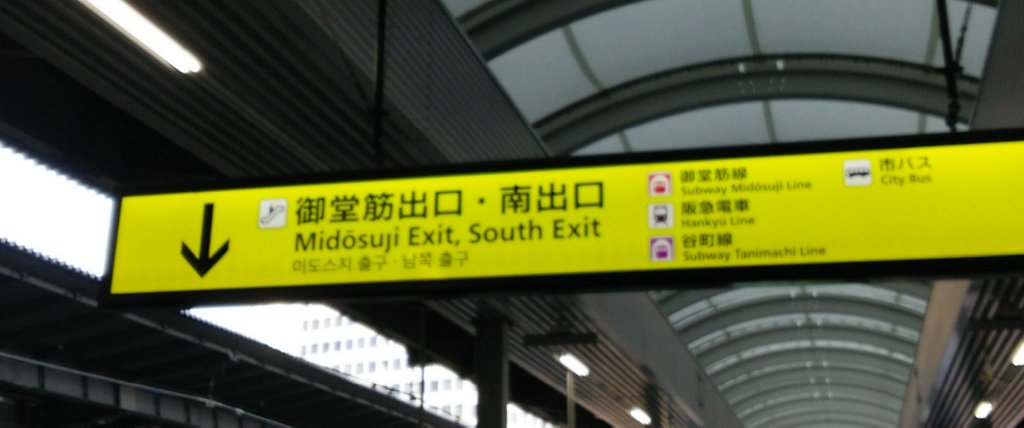 御堂筋出口・南出口
Midōsuji Exit, South Exit
미도스지 출구・남쪽 출구
御堂筋線
Subway Midōsuji Line
阪急電車
Hankyū Line
谷町線
Subway Tanimachi Line
市バス
City Bus